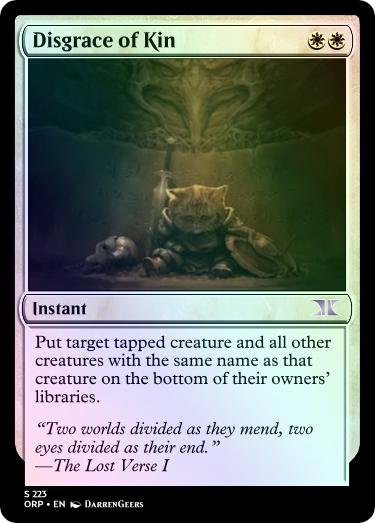 Disgrace of Kin
Instant
Put target tapped creature and all other
creatures with the same name as that
creature on the bottom of their owners’
libraries.
“Two worlds divided as they mend, two
eyes divided as their end.”
—The Lost Verse I
S 223
ORP • EN DarrenGeers